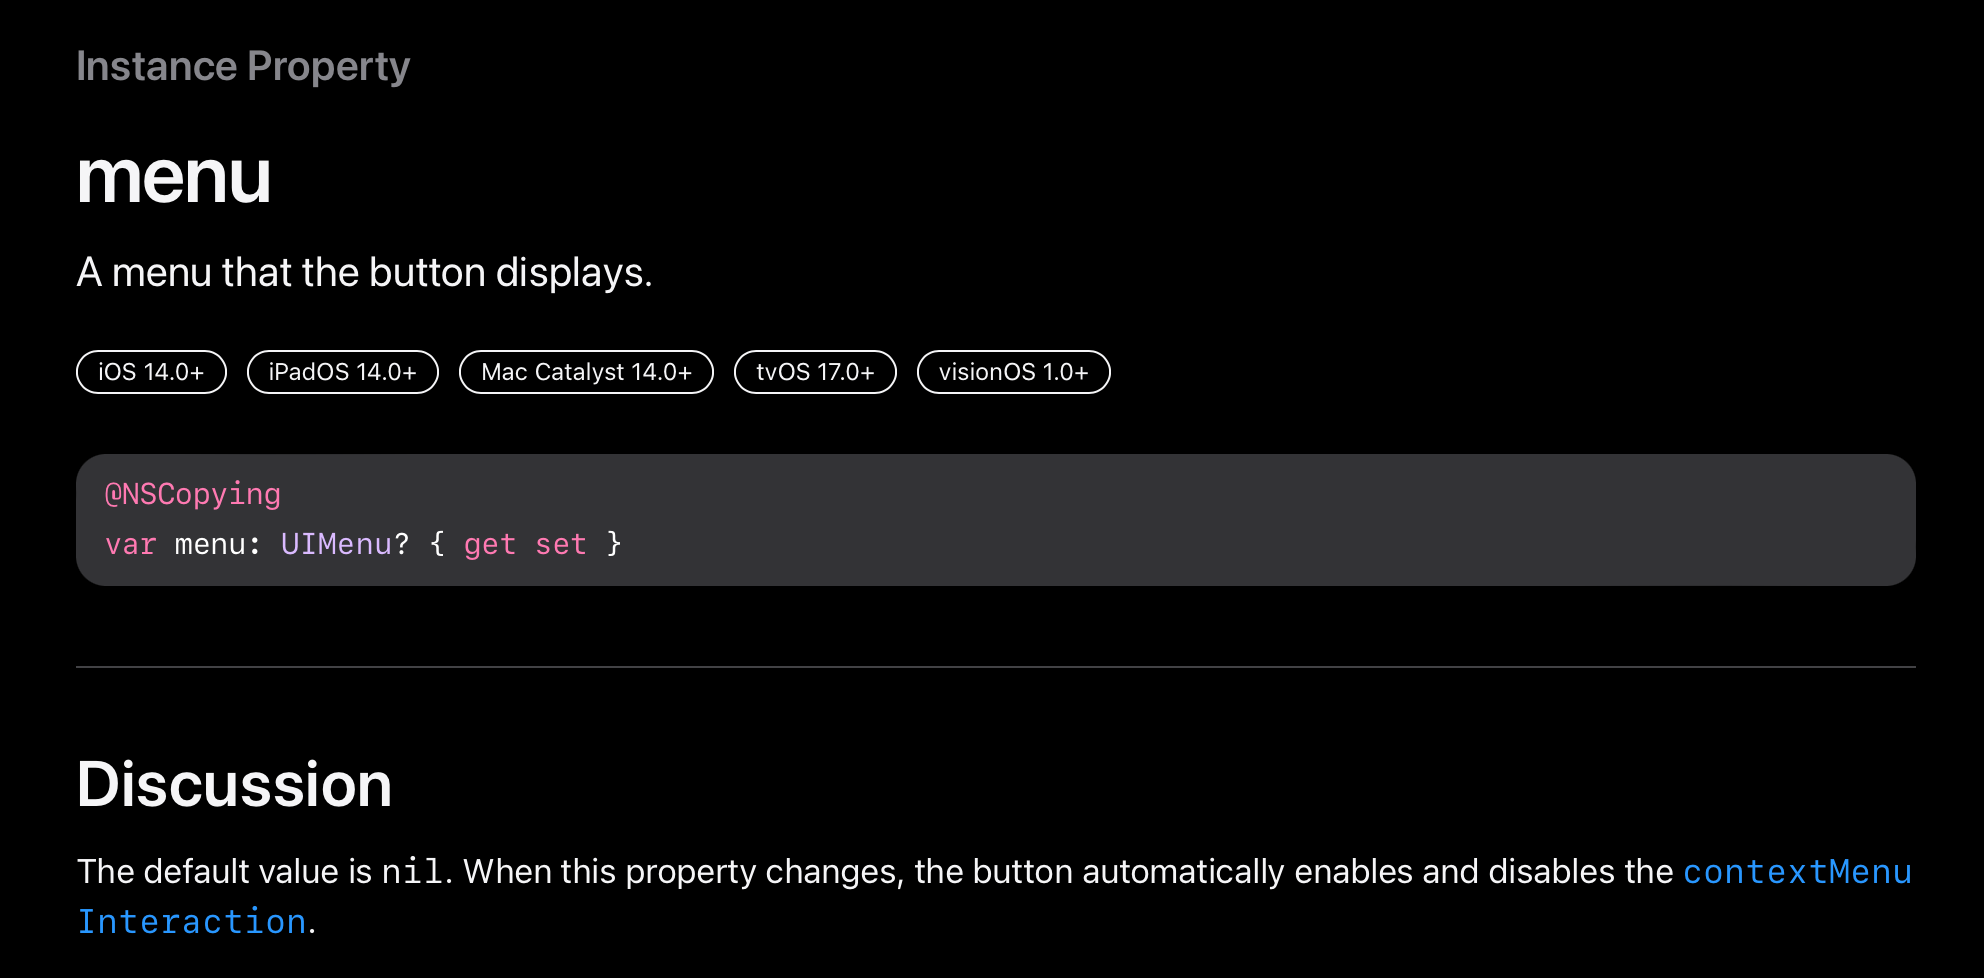 Instance Property
menu
A menu that the button displays.
iOS 14.0+ iPadOS 14.0+ Mac Catalyst 14.0+ tvOS 17.0+ visionOS 1.0+
@NSCopying
var menu: UIMenu? { get set }
Discussion
The default value is nil. When this property changes, the button automatically enables and disables the contextMenu
Interaction.